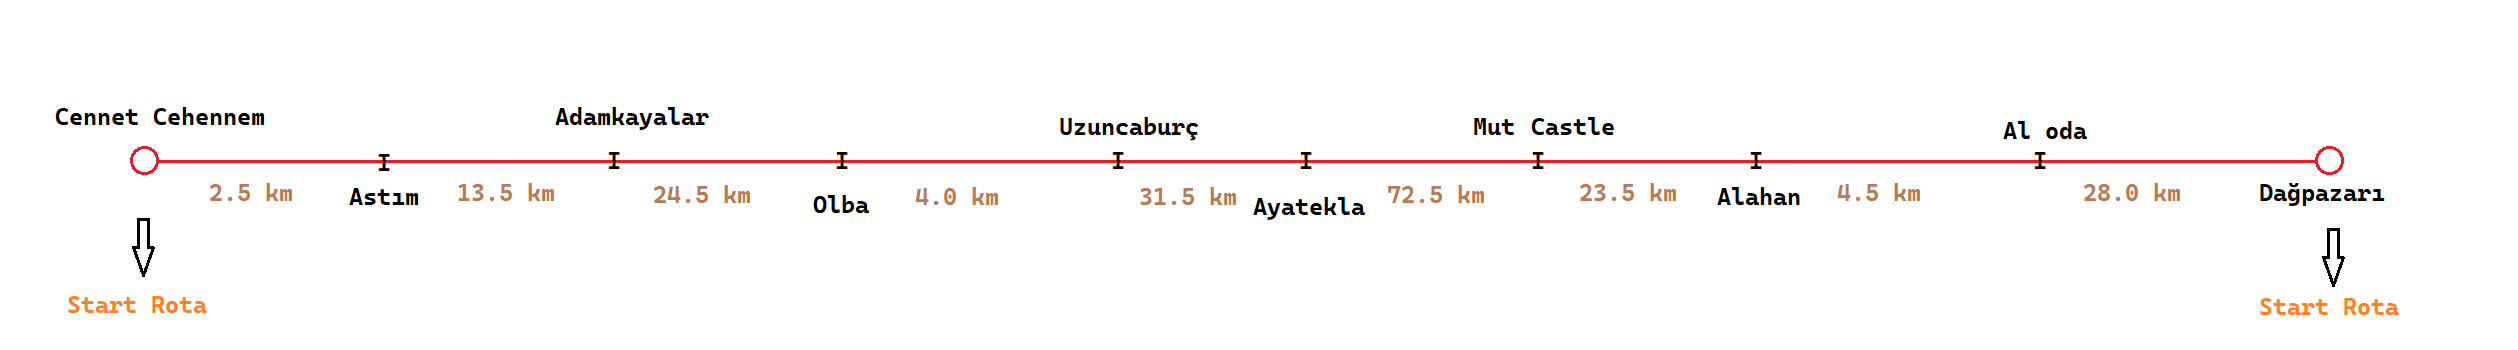 Cennet Cehennem
Adamkayalar
Uzuncaburç
Mut Castle
Al oda
2.5 km
Astım
13.5 km
24.5 km
Olba
4.0 km
31.5 km
Ayatekla
72.5 km
23.5 km
Alahan
4.5 km
28.0 km
Dağpazarı
Start Rota
Start Rota